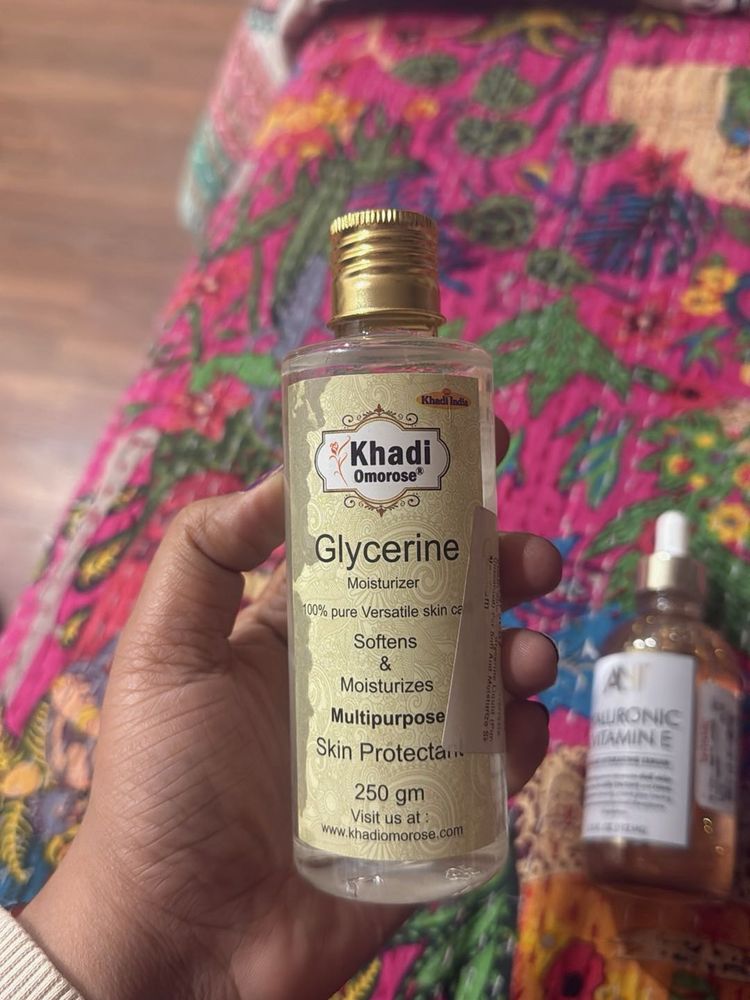 Khadi India
Khadi
Omorose®
Glycerine
Moisturizer
100% pure Versatile skin ca
Softens
&
Moisturizes
Multipurpose
Skin Protectant
250 gm
Visit us at :
www.khadiomorose.com
ALURONIC
VITAMIN E